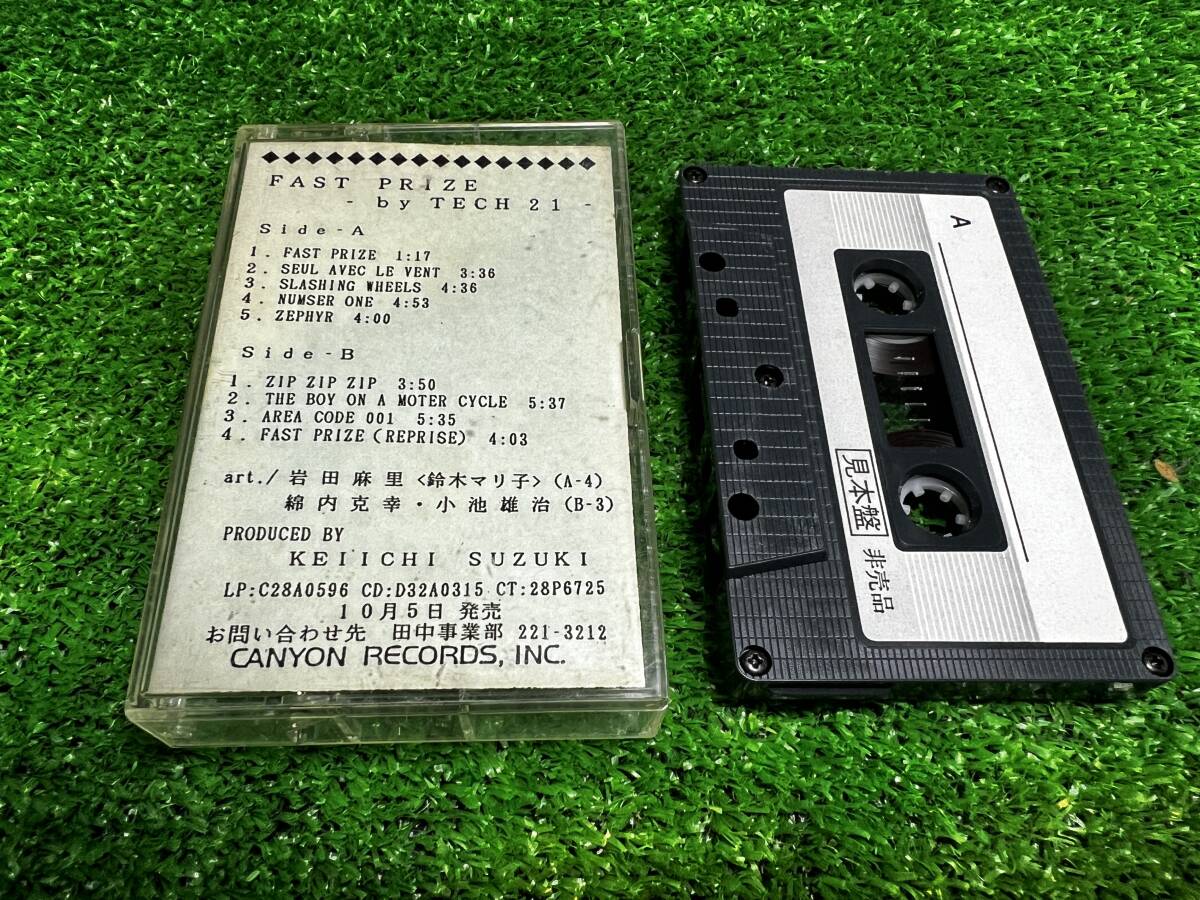 FAST PRIZE
- by TECH 21 -
Side-A
1. FAST PRIZE 1:17
2. SEUL AVEC LE VENT 3:36
3. SLASHING WHEELS 4:36
4. NUMSER ONE 4:53
5. ZEPHYR 4:00
Side-B
1. ZIP ZIP ZIP 3:50
2. THE BOY ON A MOTER CYCLE 5:37
3. AREA CODE 001 5:35
4. FAST PRIZE (REPRISE) 4:03
art./ 岩田麻里 <鈴木マリ子> (A-4)
綿内克幸・小池雄治 (B-3)
PRODUCED BY
KEIICHI SUZUKI
LP:C28A0596 CD:D32A0315 CT:28P6725
10月5日 発売
お問い合わせ先 田中事業部 221-3212
CANYON RECORDS, INC.
A
見本盤 非売品